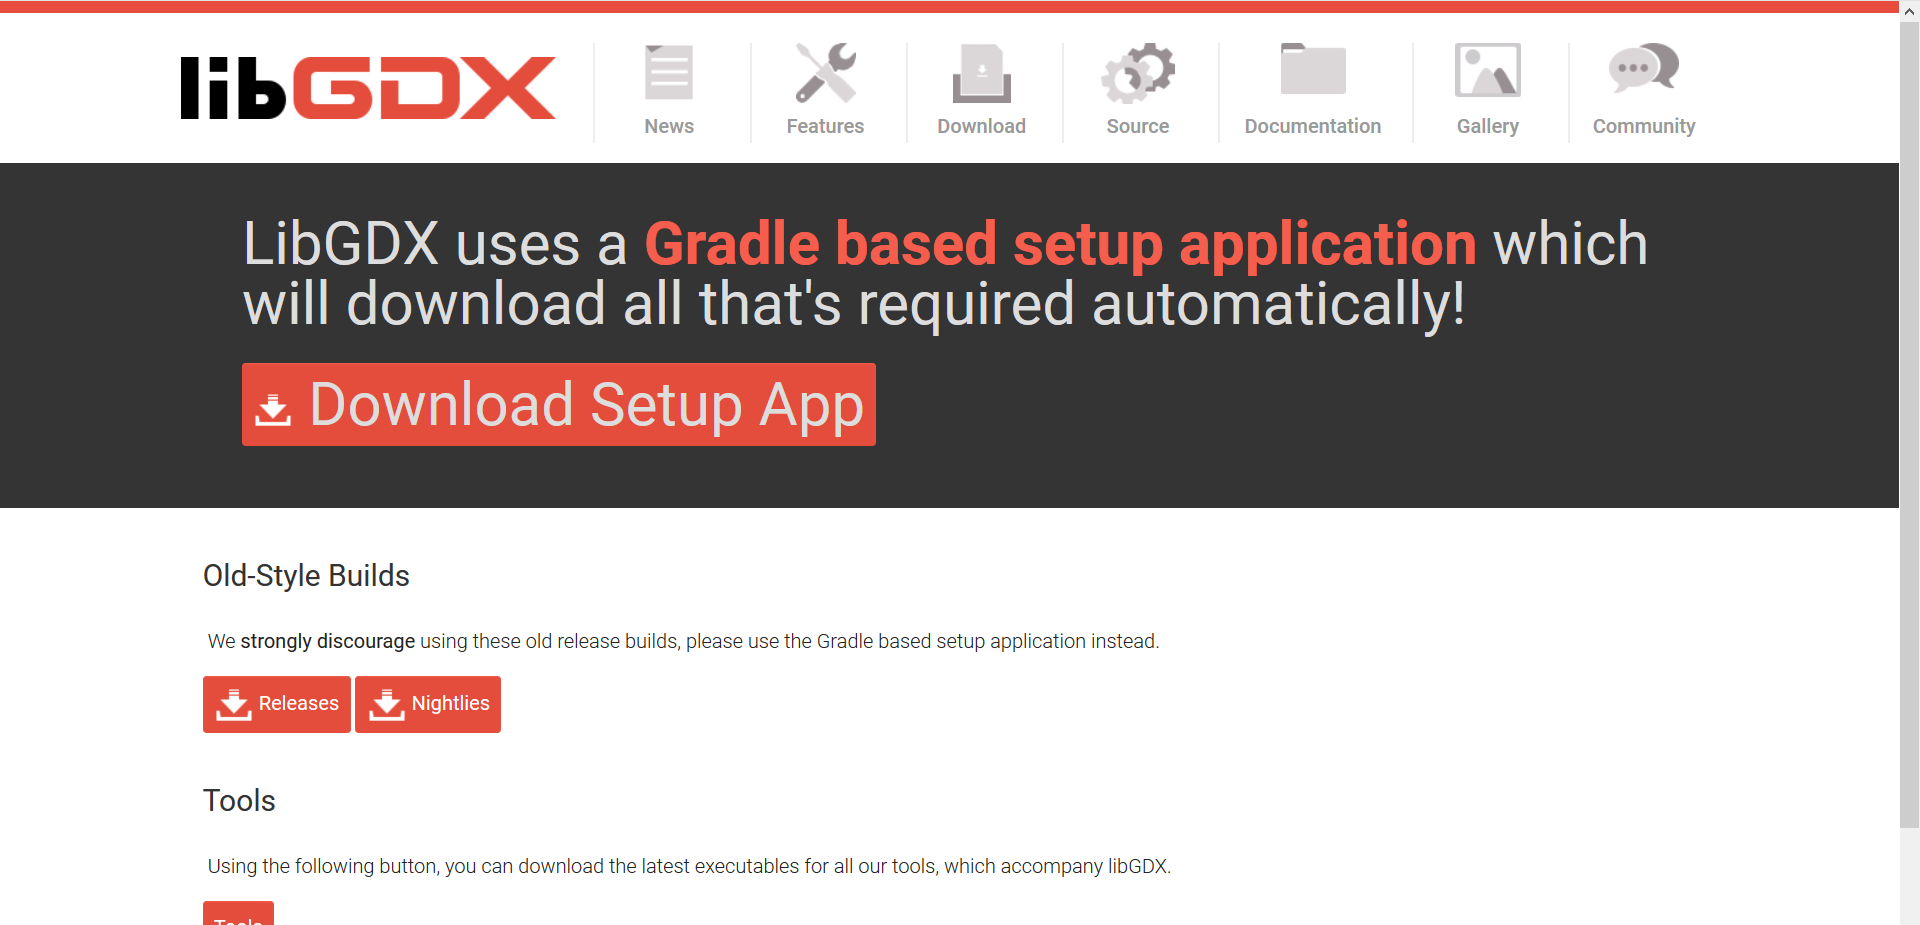 libGDX
News
Features
Download
Source
Documentation
Gallery
Community
LibGDX uses a Gradle based setup application which
will download all that's required automatically!
Download Setup App
Old-Style Builds
We strongly discourage using these old release builds, please use the Gradle based setup application instead.
Releases
Nightlies
Tools
Using the following button, you can download the latest executables for all our tools, which accompany libGDX.
Tools